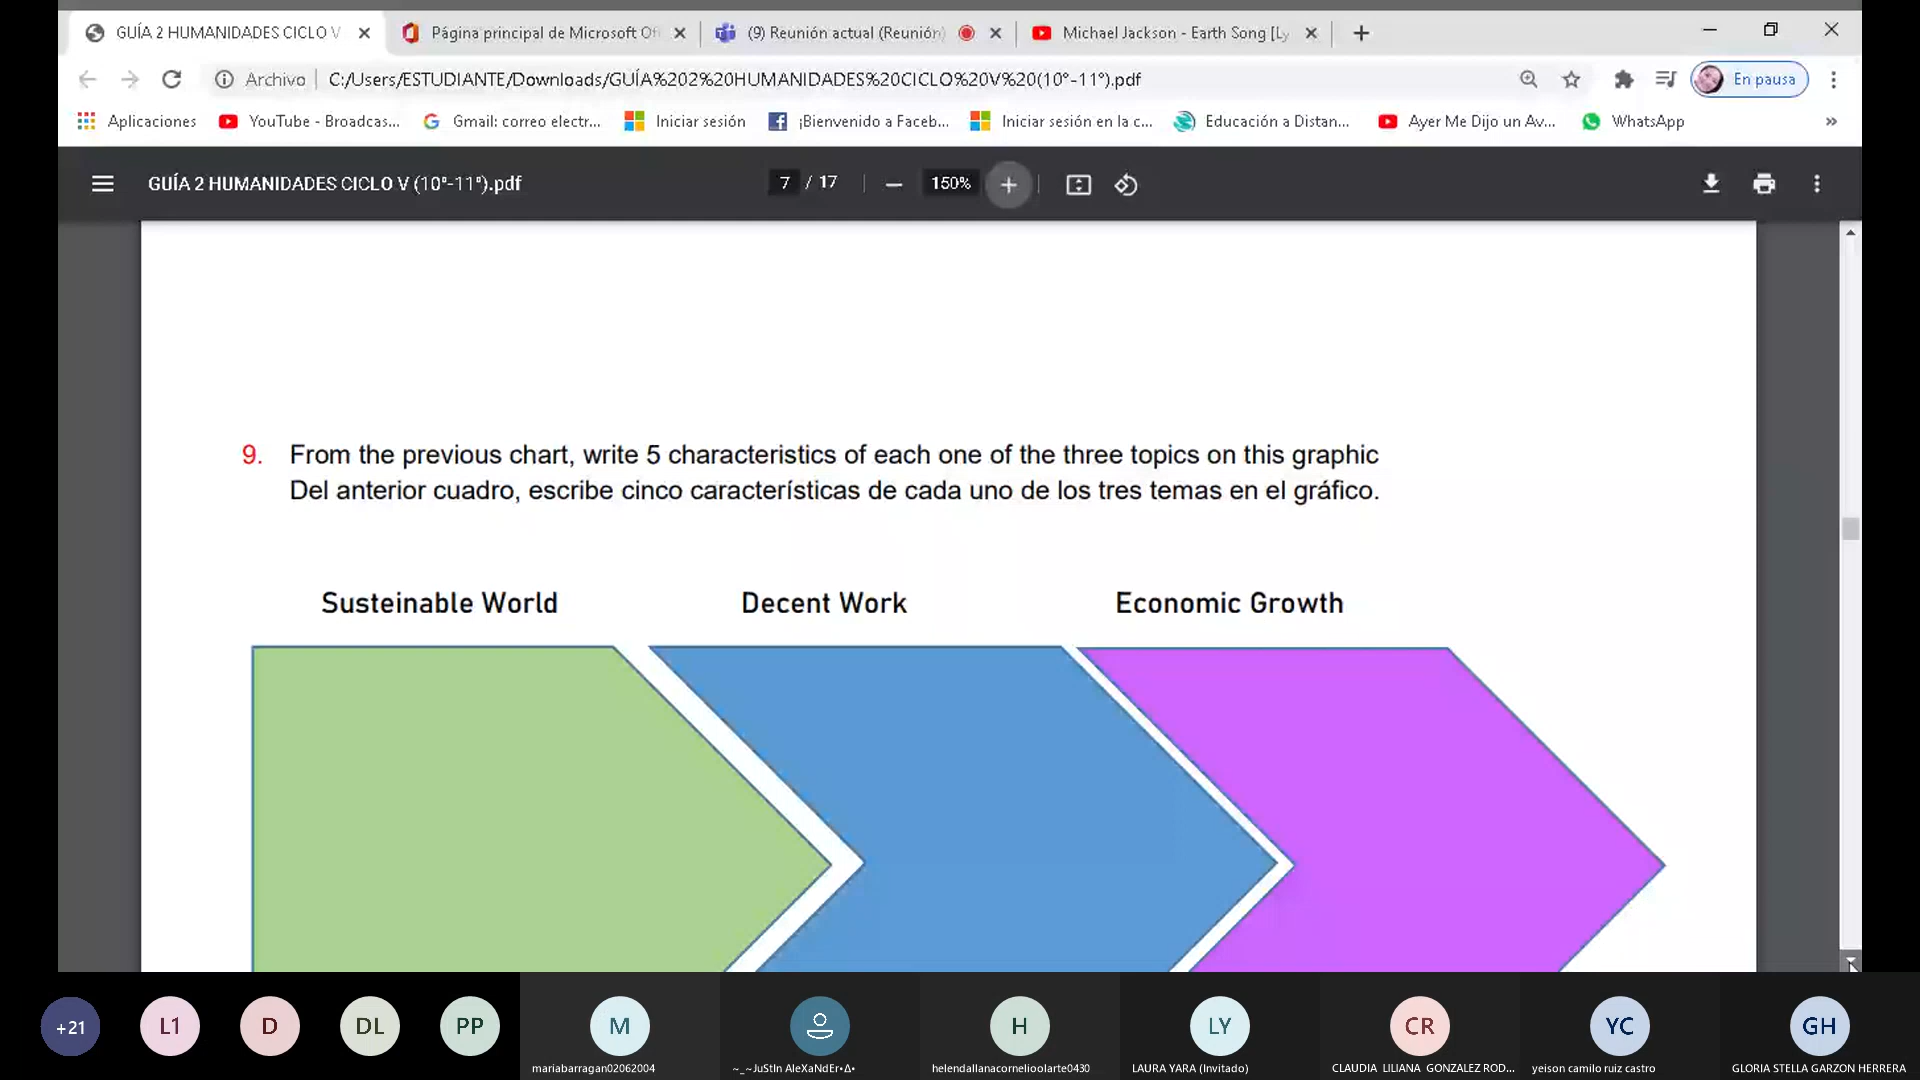 GUÍA 2 HUMANIDADES CICLO V
Página principal de Microsoft Of
(9) Reunión actual (Reunión)
Michael Jackson - Earth Song [Ly
Archivo
C:/Users/ESTUDIANTE/Downloads/GUÍA%202%20HUMANIDADES%20CICLO%20V%20(10°-11°).pdf
En pausa
Aplicaciones
YouTube - Broadcas...
Gmail: correo electr...
Iniciar sesión
¡Bienvenido a Faceb...
Iniciar sesión en la c...
Educación a Distan...
Ayer Me Dijo un Av...
WhatsApp
»
GUÍA 2 HUMANIDADES CICLO V (10°-11°).pdf
7 / 17
150%
9. From the previous chart, write 5 characteristics of each one of the three topics on this graphic
Del anterior cuadro, escribe cinco características de cada uno de los tres temas en el gráfico.
Susteinable World
Decent Work
Economic Growth
+21
L1
D
DL
PP
M
H
LY
CR
YC
GH
mariabarragan02062004
~_~JuStIn AleXaNdEr•Δ•
helendallanacornelioolarte0430
LAURA YARA (Invitado)
CLAUDIA LILIANA GONZALEZ ROD...
yeison camilo ruiz castro
GLORIA STELLA GARZON HERRERA